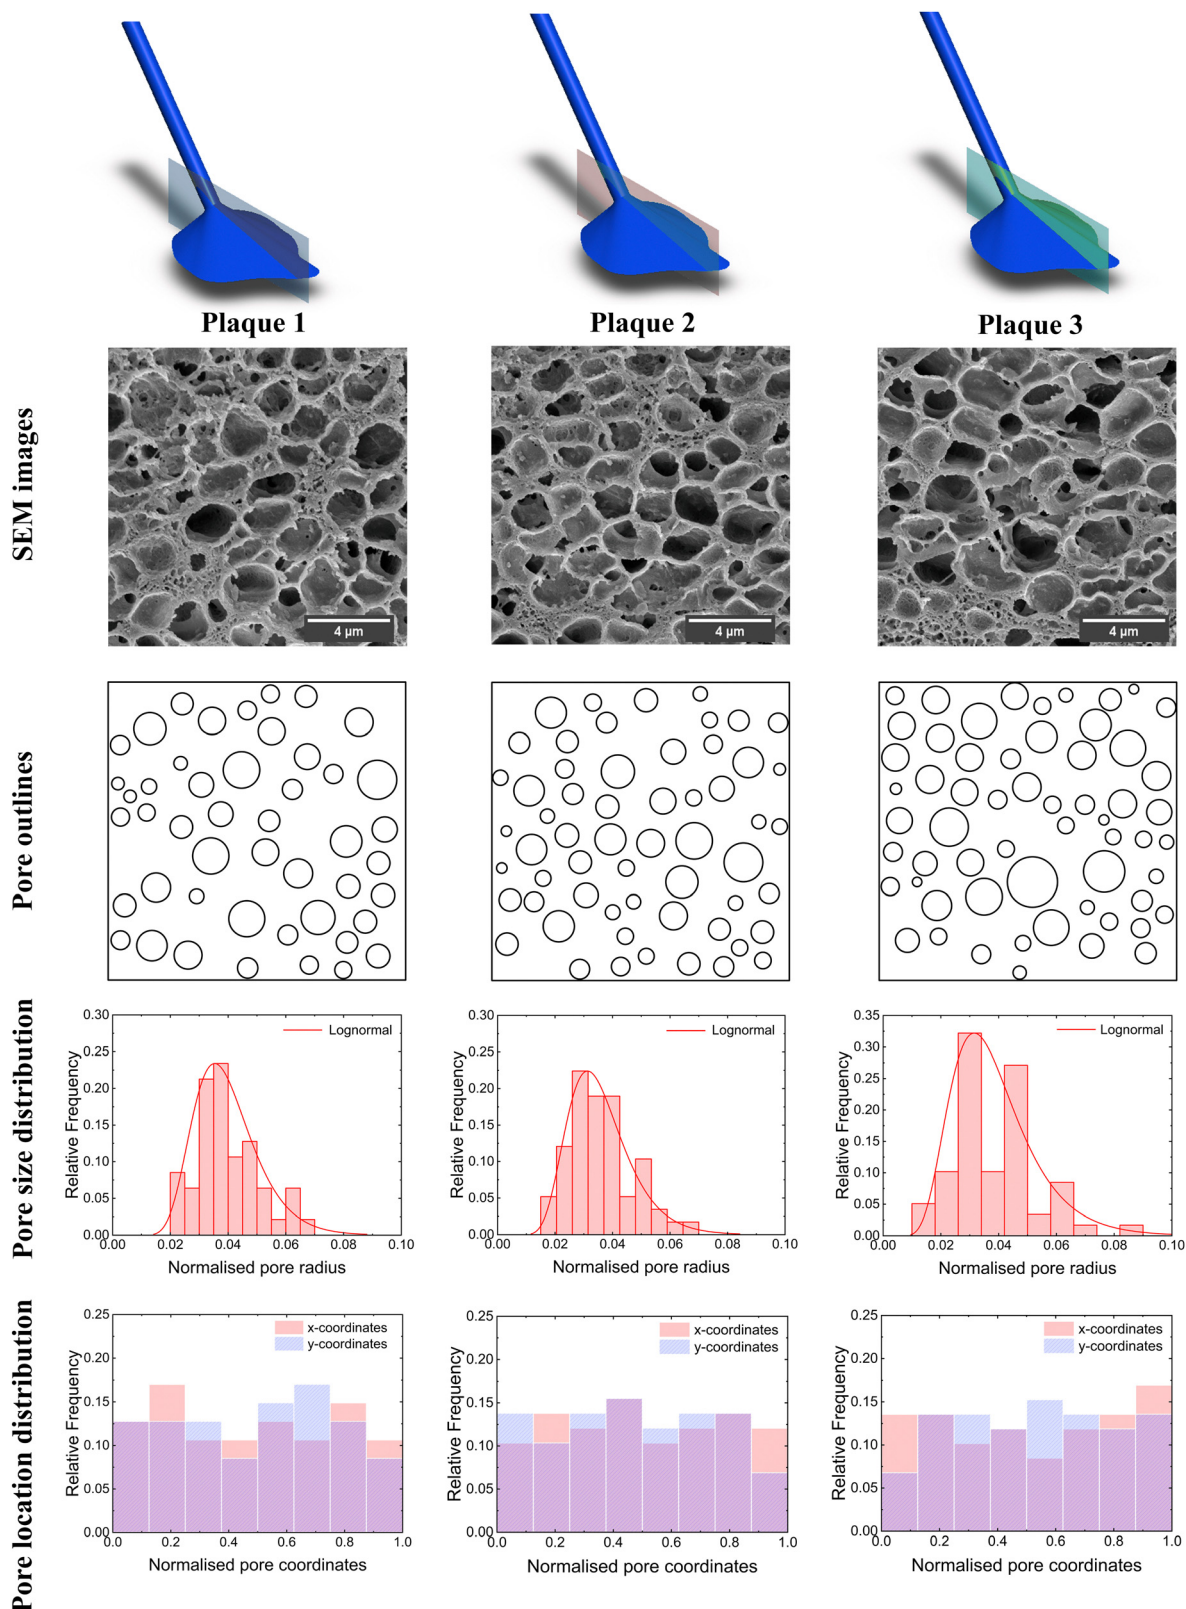 Plaque 1
Plaque 2
Plaque 3
SEM images
4 µm
4 µm
4 µm
Pore outlines
Pore size distribution
0.30
0.25
0.20
0.15
0.10
0.05
0.00
Relative Frequency
Lognormal
0.00 0.02 0.04 0.06 0.08 0.10
Normalised pore radius
0.30
0.25
0.20
0.15
0.10
0.05
0.00
Relative Frequency
Lognormal
0.00 0.02 0.04 0.06 0.08 0.10
Normalised pore radius
0.35
0.30
0.25
0.20
0.15
0.10
0.05
0.00
Relative Frequency
Lognormal
0.00 0.02 0.04 0.06 0.08 0.10
Normalised pore radius
Pore location distribution
0.25
0.20
0.15
0.10
0.05
0.00
Relative Frequency
x-coordinates
y-coordinates
0.0 0.2 0.4 0.6 0.8 1.0
Normalised pore coordinates
0.25
0.20
0.15
0.10
0.05
0.00
Relative Frequency
x-coordinates
y-coordinates
0.0 0.2 0.4 0.6 0.8 1.0
Normalised pore coordinates
0.25
0.20
0.15
0.10
0.05
0.00
Relative Frequency
x-coordinates
y-coordinates
0.0 0.2 0.4 0.6 0.8 1.0
Normalised pore coordinates